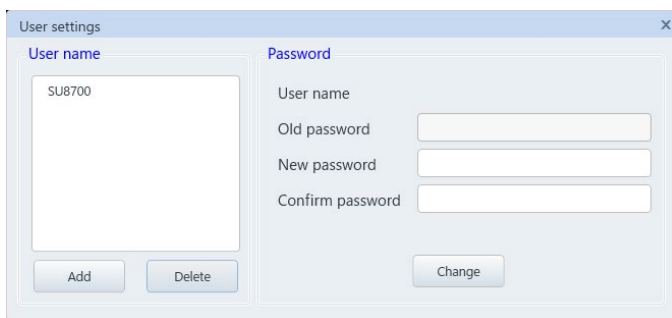 User settings
x
User name
SU8700
Add
Delete
Password
User name
Old password
New password
Confirm password
Change